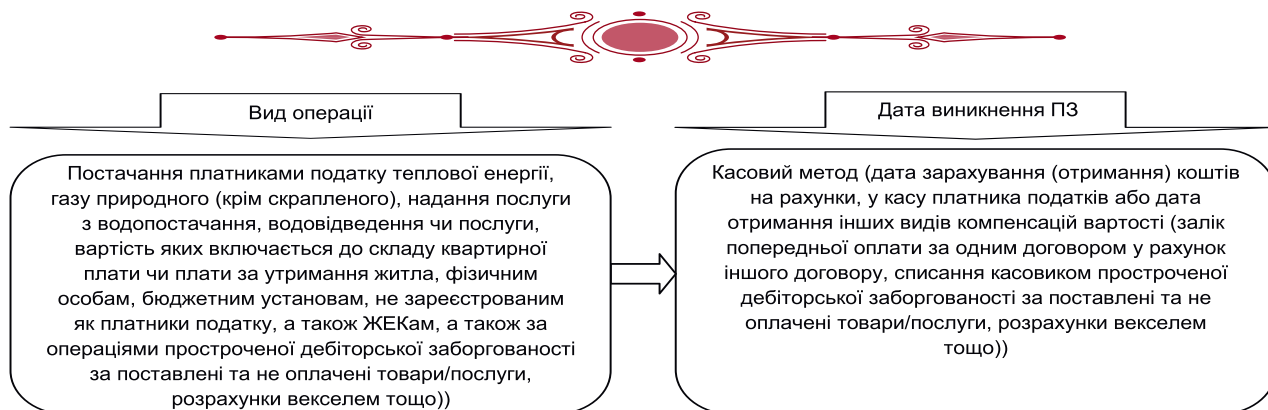 Вид операції
Дата виникнення ПЗ
Постачання платниками податку теплової енергії,
газу природного (крім скрапленого), надання послуги
з водопостачання, водовідведення чи послуги,
вартість яких включається до складу квартирної
плати чи плати за утримання житла, фізичним
особам, бюджетним установам, не зареєстрованим
як платники податку, а також ЖЕКам, а також за
операціями простроченої дебіторської заборгованості
за поставлені та не оплачені товари/послуги,
розрахунки векселем тощо))
Касовий метод (дата зарахування (отримання) коштів
на рахунки, у касу платника податків або дата
отримання інших видів компенсацій вартості (залік
попередньої оплати за одним договором у рахунок
іншого договору, списання касовиком простроченої
дебіторської заборгованості за поставлені та не
оплачені товари/послуги, розрахунки векселем
тощо))